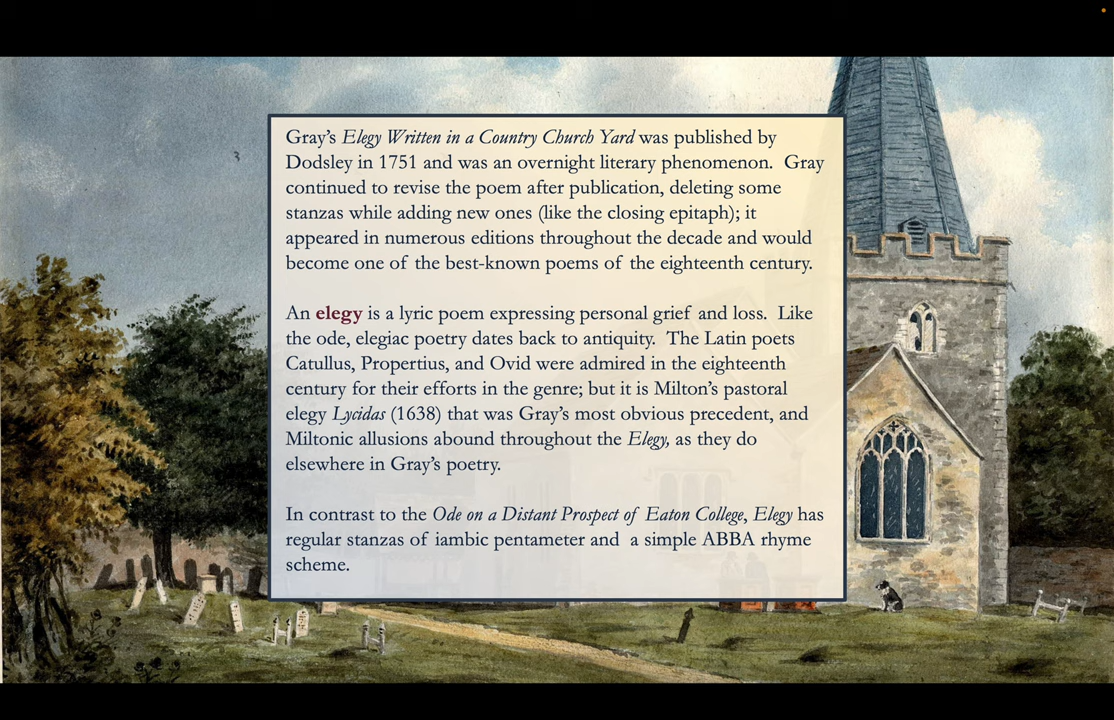 Gray’s Elegy Written in a Country Church Yard was published by
Dodsley in 1751 and was an overnight literary phenomenon.  Gray
continued to revise the poem after publication, deleting some
stanzas while adding new ones (like the closing epitaph); it
appeared in numerous editions throughout the decade and would
become one of the best-known poems of the eighteenth century.
An elegy is a lyric poem expressing personal grief and loss.  Like
the ode, elegiac poetry dates back to antiquity.  The Latin poets
Catullus, Propertius, and Ovid were admired in the eighteenth
century for their efforts in the genre; but it is Milton’s pastoral
elegy Lycidas (1638) that was Gray’s most obvious precedent, and
Miltonic allusions abound throughout the Elegy, as they do
elsewhere in Gray’s poetry.
In contrast to the Ode on a Distant Prospect of Eaton College, Elegy has
regular stanzas of iambic pentameter and  a simple ABBA rhyme
scheme.